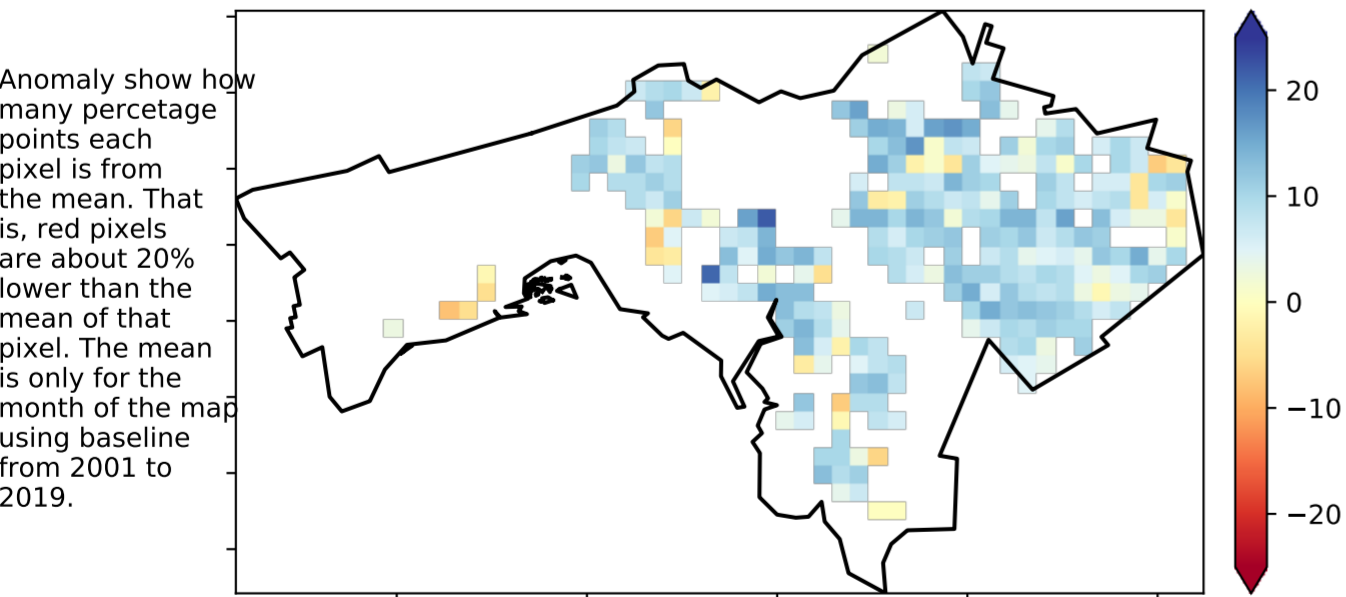 Anomaly show how
many percetage
points each
pixel is from
the mean. That
is, red pixels
are about 20%
lower than the
mean of that
pixel. The mean
is only for the
month of the map
using baseline
from 2001 to
2019.
20
10
0
−10
−20